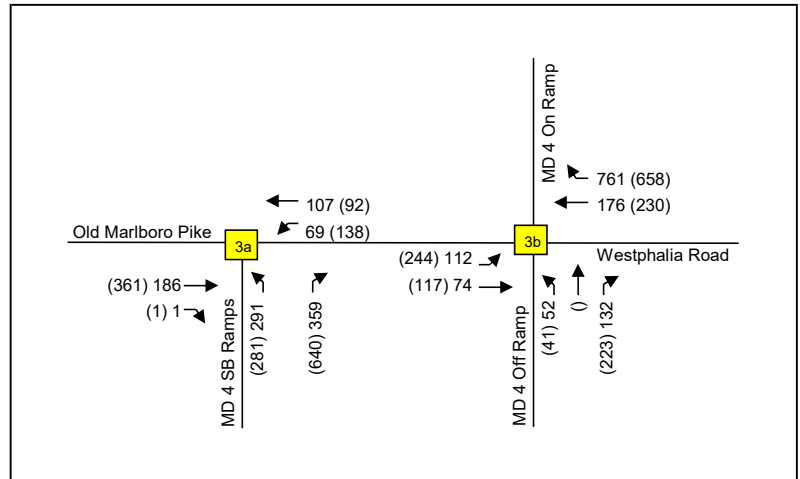 MD 4 On Ramp
761 (658)
176 (230)
107 (92)
69 (138)
Old Marlboro Pike
3a
3b
Westphalia Road
(361) 186
(1) 1
MD 4 SB Ramps
(281) 291
(640) 359
(244) 112
(117) 74
MD 4 Off Ramp
(41) 52
()
(223) 132